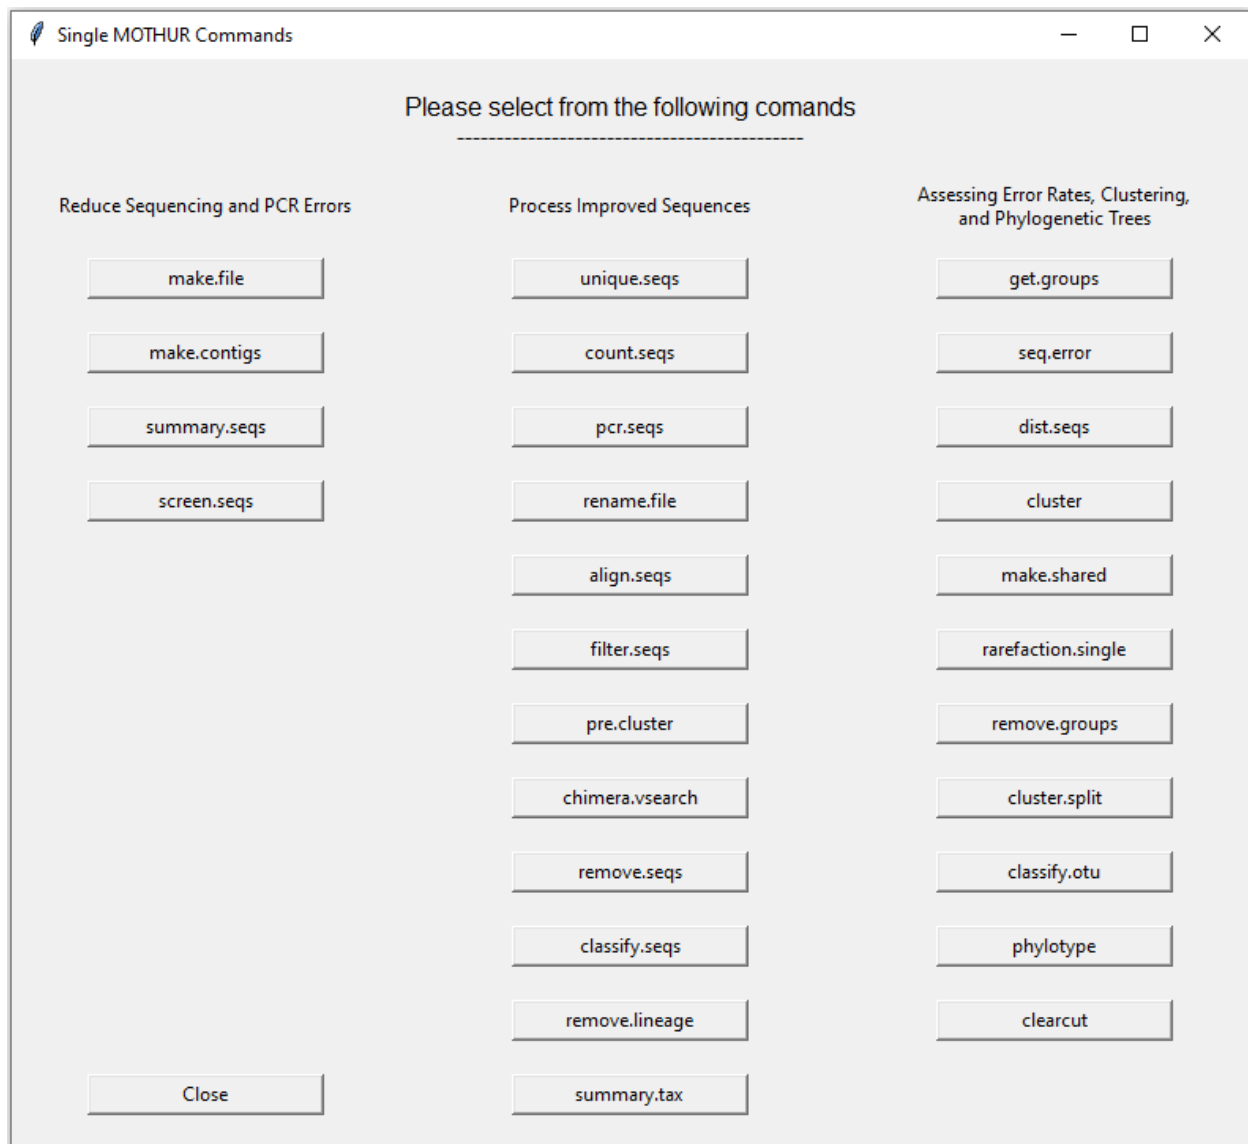 Single MOTHUR Commands
Please select from the following comands
--------------------------------------------
Reduce Sequencing and PCR Errors
make.file
make.contigs
summary.seqs
screen.seqs
Close
Process Improved Sequences
unique.seqs
count.seqs
pcr.seqs
rename.file
align.seqs
filter.seqs
pre.cluster
chimera.vsearch
remove.seqs
classify.seqs
remove.lineage
summary.tax
Assessing Error Rates, Clustering,
and Phylogenetic Trees
get.groups
seq.error
dist.seqs
cluster
make.shared
rarefaction.single
remove.groups
cluster.split
classify.otu
phylotype
clearcut